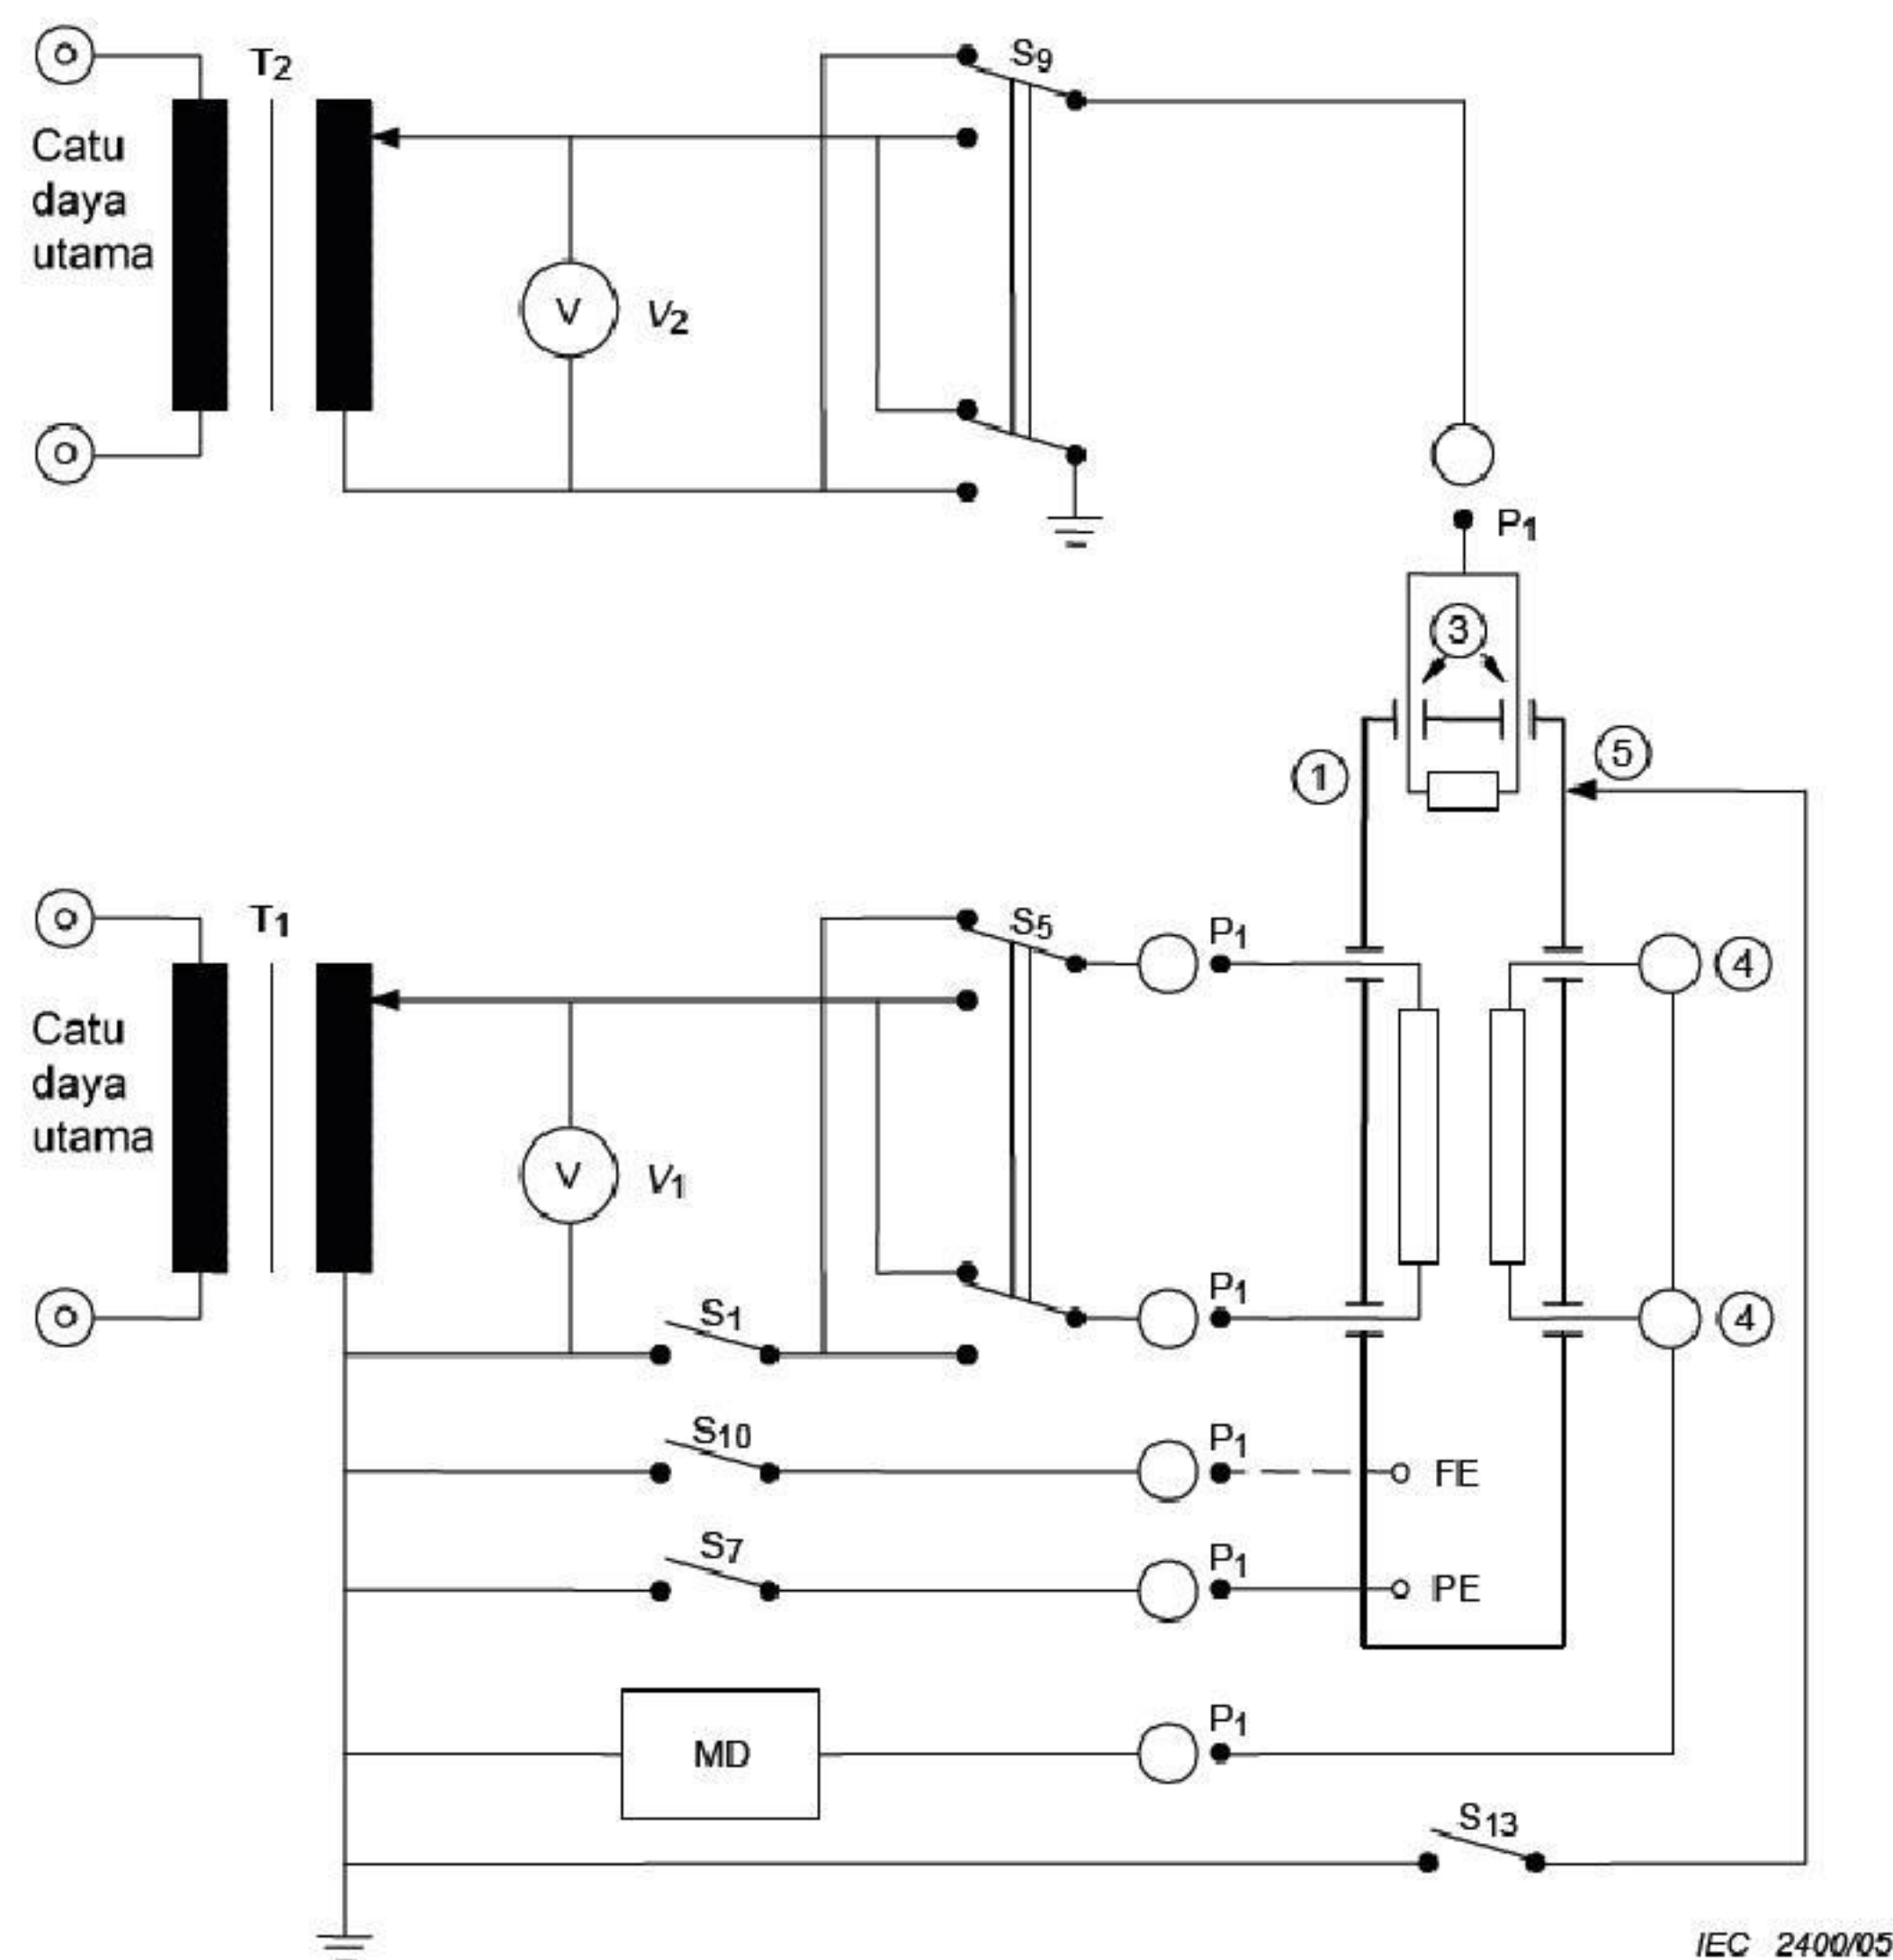 T2
S9
Catu
daya
utama
V
V2
P1
3
1
5
T1
S5
P1
4
Catu
daya
utama
V
V1
S1
P1
4
S10
P1
FE
S7
P1
PE
MD
P1
S13
IEC 2400/05